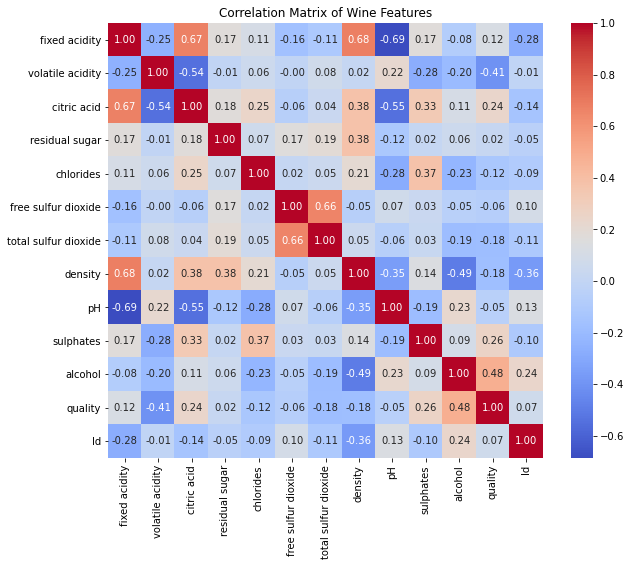 Correlation Matrix of Wine Features
fixed acidity 1.00 -0.25 0.67 0.17 0.11 -0.16 -0.11 0.68 -0.69 0.17 -0.08 0.12 -0.28
volatile acidity -0.25 1.00 -0.54 -0.01 0.06 -0.00 0.08 0.02 0.22 -0.28 -0.20 -0.41 -0.01
citric acid 0.67 -0.54 1.00 0.18 0.25 -0.06 0.04 0.38 -0.55 0.33 0.11 0.24 -0.14
residual sugar 0.17 -0.01 0.18 1.00 0.07 0.17 0.19 0.38 -0.12 0.02 0.06 0.02 -0.05
chlorides 0.11 0.06 0.25 0.07 1.00 0.02 0.05 0.21 -0.28 0.37 -0.23 -0.12 -0.09
free sulfur dioxide -0.16 -0.00 -0.06 0.17 0.02 1.00 0.66 -0.05 0.07 0.03 -0.05 -0.06 0.10
total sulfur dioxide -0.11 0.08 0.04 0.19 0.05 0.66 1.00 0.05 -0.06 0.03 -0.19 -0.18 -0.11
density 0.68 0.02 0.38 0.38 0.21 -0.05 0.05 1.00 -0.35 0.14 -0.49 -0.18 -0.36
pH -0.69 0.22 -0.55 -0.12 -0.28 0.07 -0.06 -0.35 1.00 -0.19 0.23 -0.05 0.13
sulphates 0.17 -0.28 0.33 0.02 0.37 0.03 0.03 0.14 -0.19 1.00 0.09 0.26 -0.10
alcohol -0.08 -0.20 0.11 0.06 -0.23 -0.05 -0.19 -0.49 0.23 0.09 1.00 0.48 0.24
quality 0.12 -0.41 0.24 0.02 -0.12 -0.06 -0.18 -0.18 -0.05 0.26 0.48 1.00 0.07
Id -0.28 -0.01 -0.14 -0.05 -0.09 0.10 -0.11 -0.36 0.13 -0.10 0.24 0.07 1.00
fixed acidity
volatile acidity
citric acid
residual sugar
chlorides
free sulfur dioxide
total sulfur dioxide
density
pH
sulphates
alcohol
quality
Id
1.0
0.8
0.6
0.4
0.2
0.0
-0.2
-0.4
-0.6